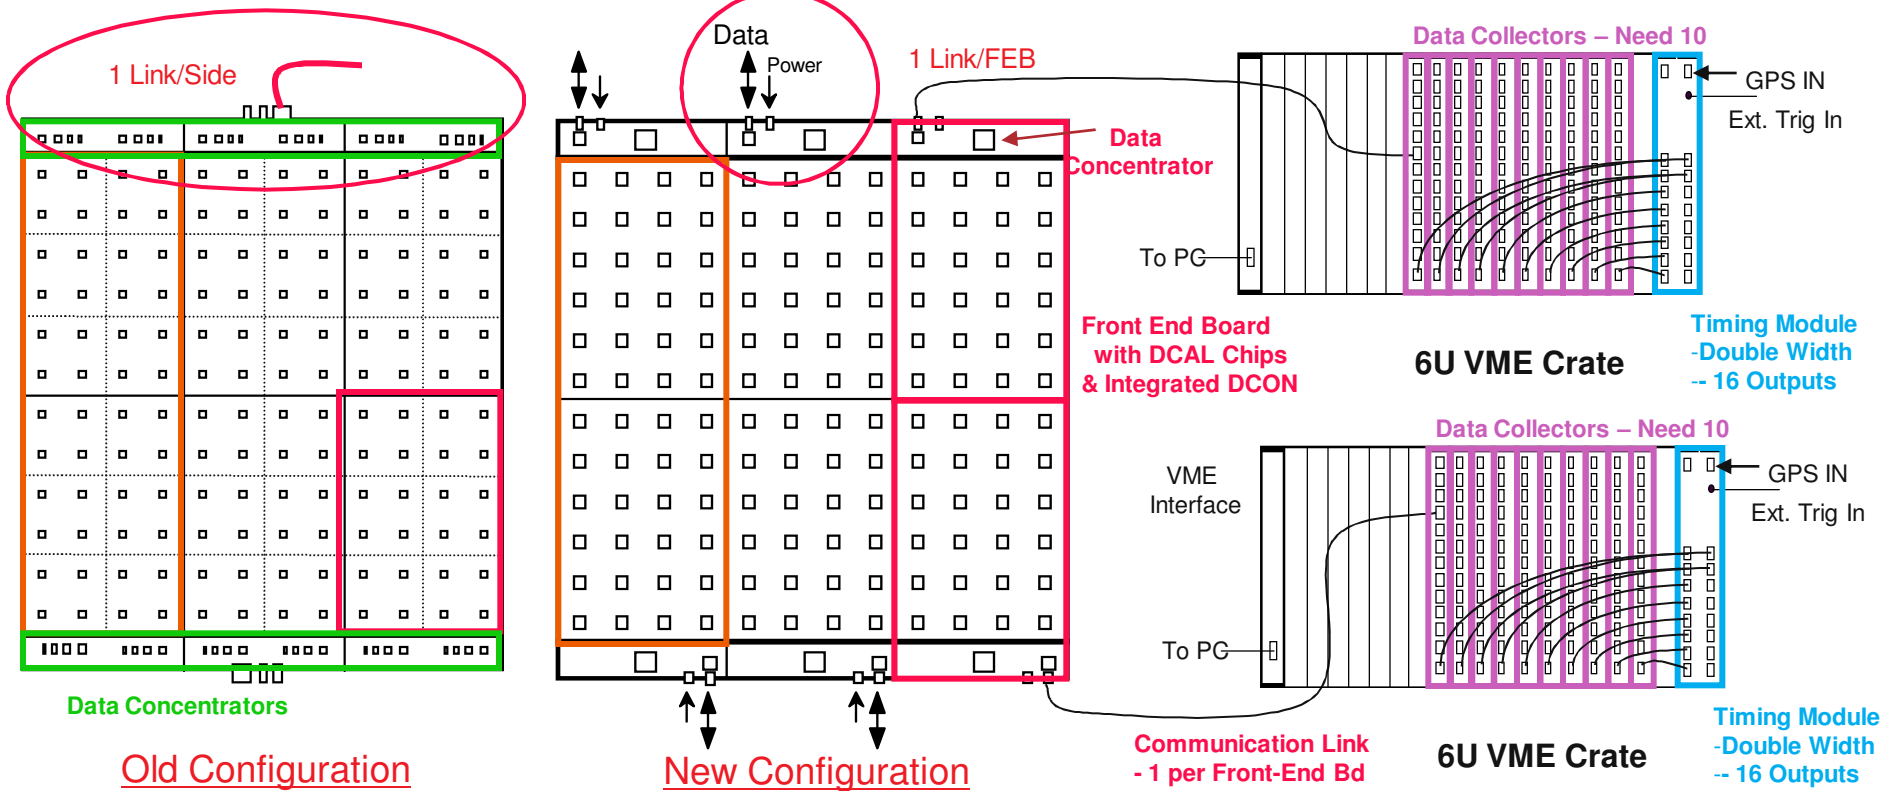 1 Link/Side
Data Concentrators
Old Configuration
Data
Power
1 Link/FEB
Data
Concentrator
Front End Board
with DCAL Chips
& Integrated DCON
New Configuration
Communication Link
- 1 per Front-End Bd
Data Collectors – Need 10
GPS IN
Ext. Trig In
To PC
6U VME Crate
Timing Module
-Double Width
-- 16 Outputs
Data Collectors – Need 10
VME
Interface
GPS IN
Ext. Trig In
To PC
6U VME Crate
Timing Module
-Double Width
-- 16 Outputs